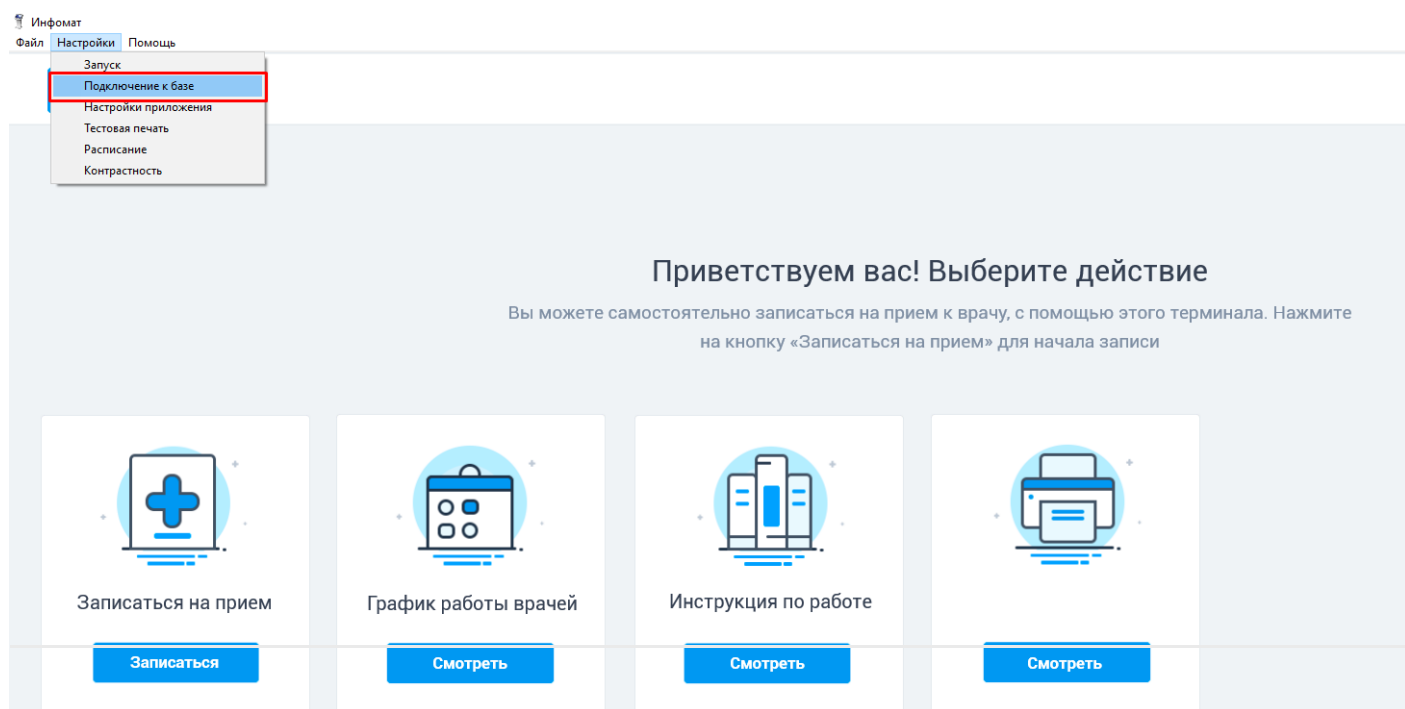 Инфомат
Файл Настройки Помощь
Запуск
Подключение к базе
Настройки приложения
Тестовая печать
Расписание
Контрастность
Приветствуем вас! Выберите действие
Вы можете самостоятельно записаться на прием к врачу, с помощью этого терминала. Нажмите
на кнопку «Записаться на прием» для начала записи
Записаться на прием
График работы врачей
Инструкция по работе
Записаться
Смотреть
Смотреть
Смотреть